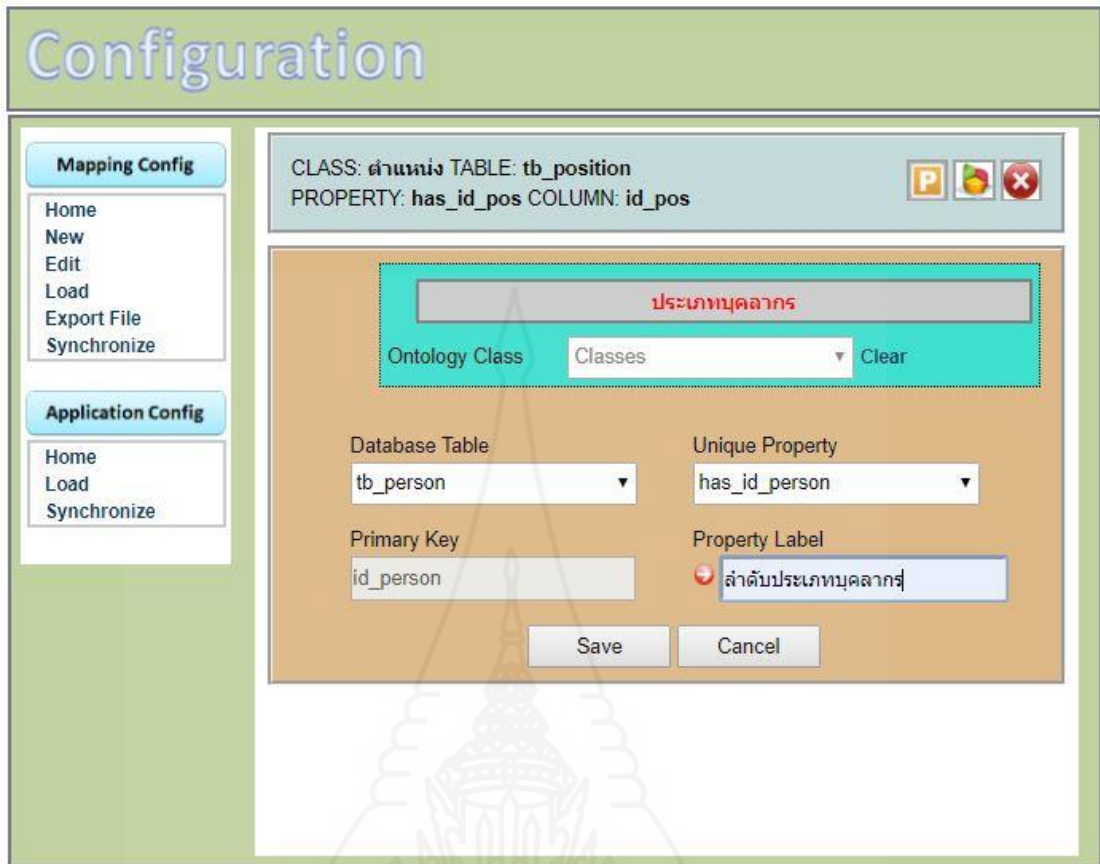 Configuration
Mapping Config
Home
New
Edit
Load
Export File
Synchronize
Application Config
Home
Load
Synchronize
CLASS: ตำแหน่ง TABLE: tb_position
PROPERTY: has_id_pos COLUMN: id_pos
P
ประเภทบุคลากร
Ontology Class Classes Clear
Database Table Unique Property
tb_person has_id_person
Primary Key Property Label
id_person ลำดับประเภทบุคลากร
Save Cancel